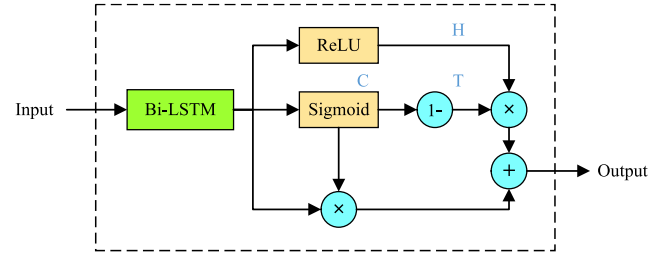 H
ReLU
C
T
Input
Bi-LSTM
Sigmoid
1-
×
+
Output
×